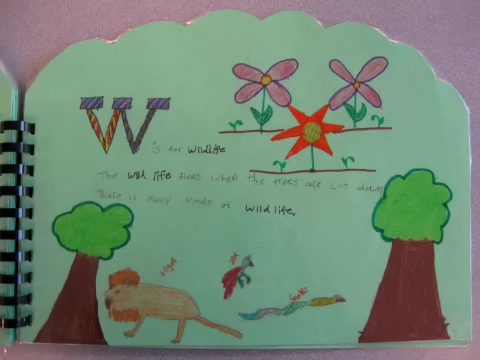 W is for Wildlife
The wild life flees when the trees are cut down
There is many kinds of wild life.